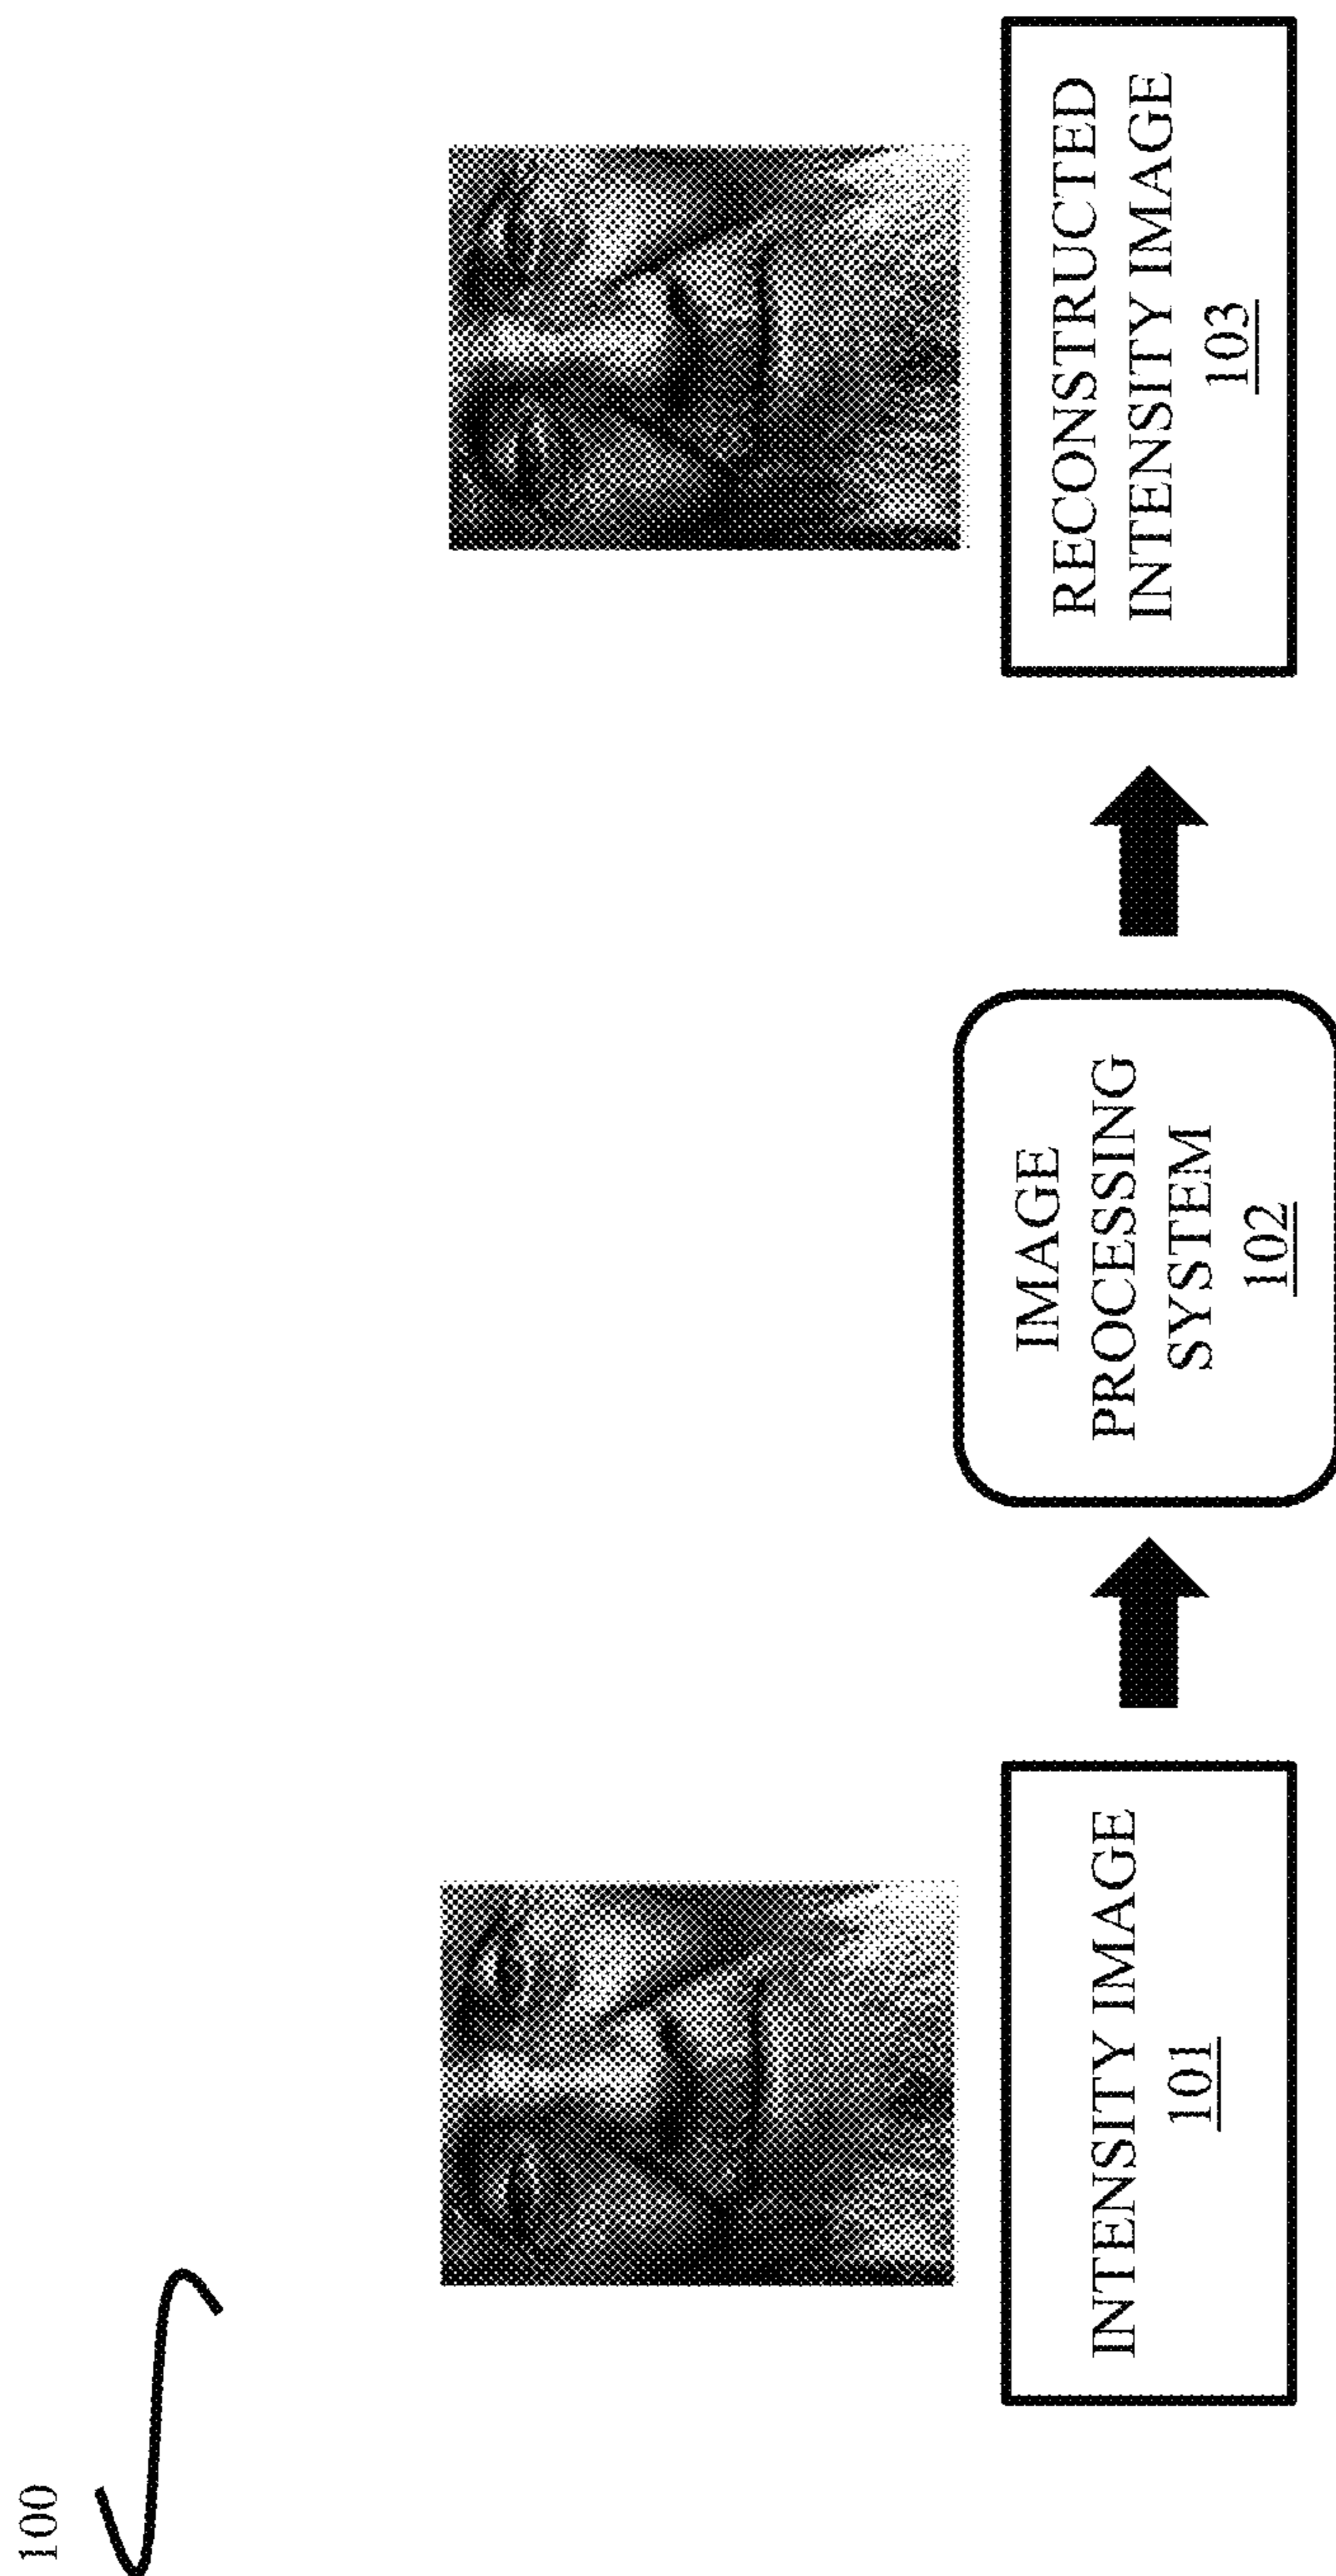 100
INTENSITY IMAGE
101
IMAGE
PROCESSING
SYSTEM
102
RECONSTRUCTED
INTENSITY IMAGE
103